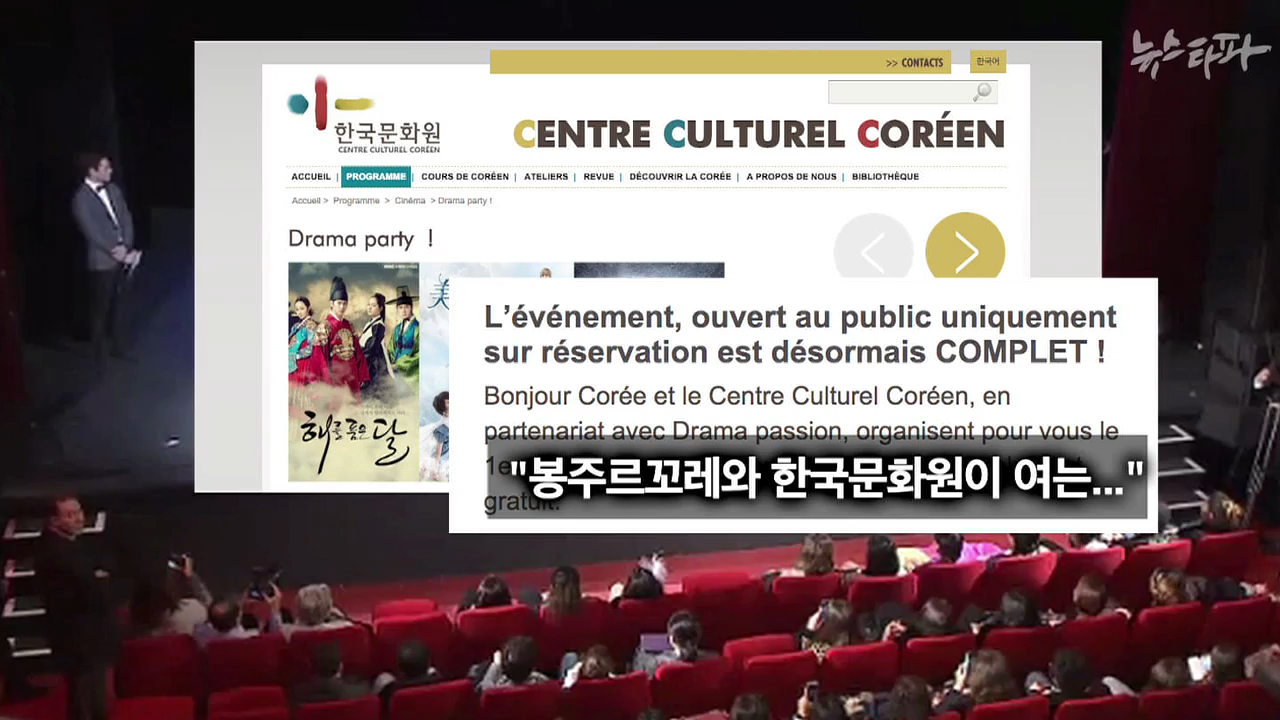 뉴스타파
>> CONTACTS
한국어
한국문화원
CENTRE CULTUREL CORÉEN
CENTRE CULTUREL CORÉEN
ACCUEIL | PROGRAMME | COURS DE CORÉEN | ATELIERS | REVUE | DÉCOUVRIR LA CORÉE | A PROPOS DE NOUS | BIBLIOTHÈQUE
Accueil > Programme > Cinéma > Drama party !
Drama party !
해를 품은 달
美
L'événement, ouvert au public uniquement
sur réservation est désormais COMPLET !
Bonjour Corée et le Centre Culturel Coréen, en
partenariat avec Drama passion, organisent pour vous le
1e
gratuit.
"봉주르꼬레와 한국문화원이 여는..."